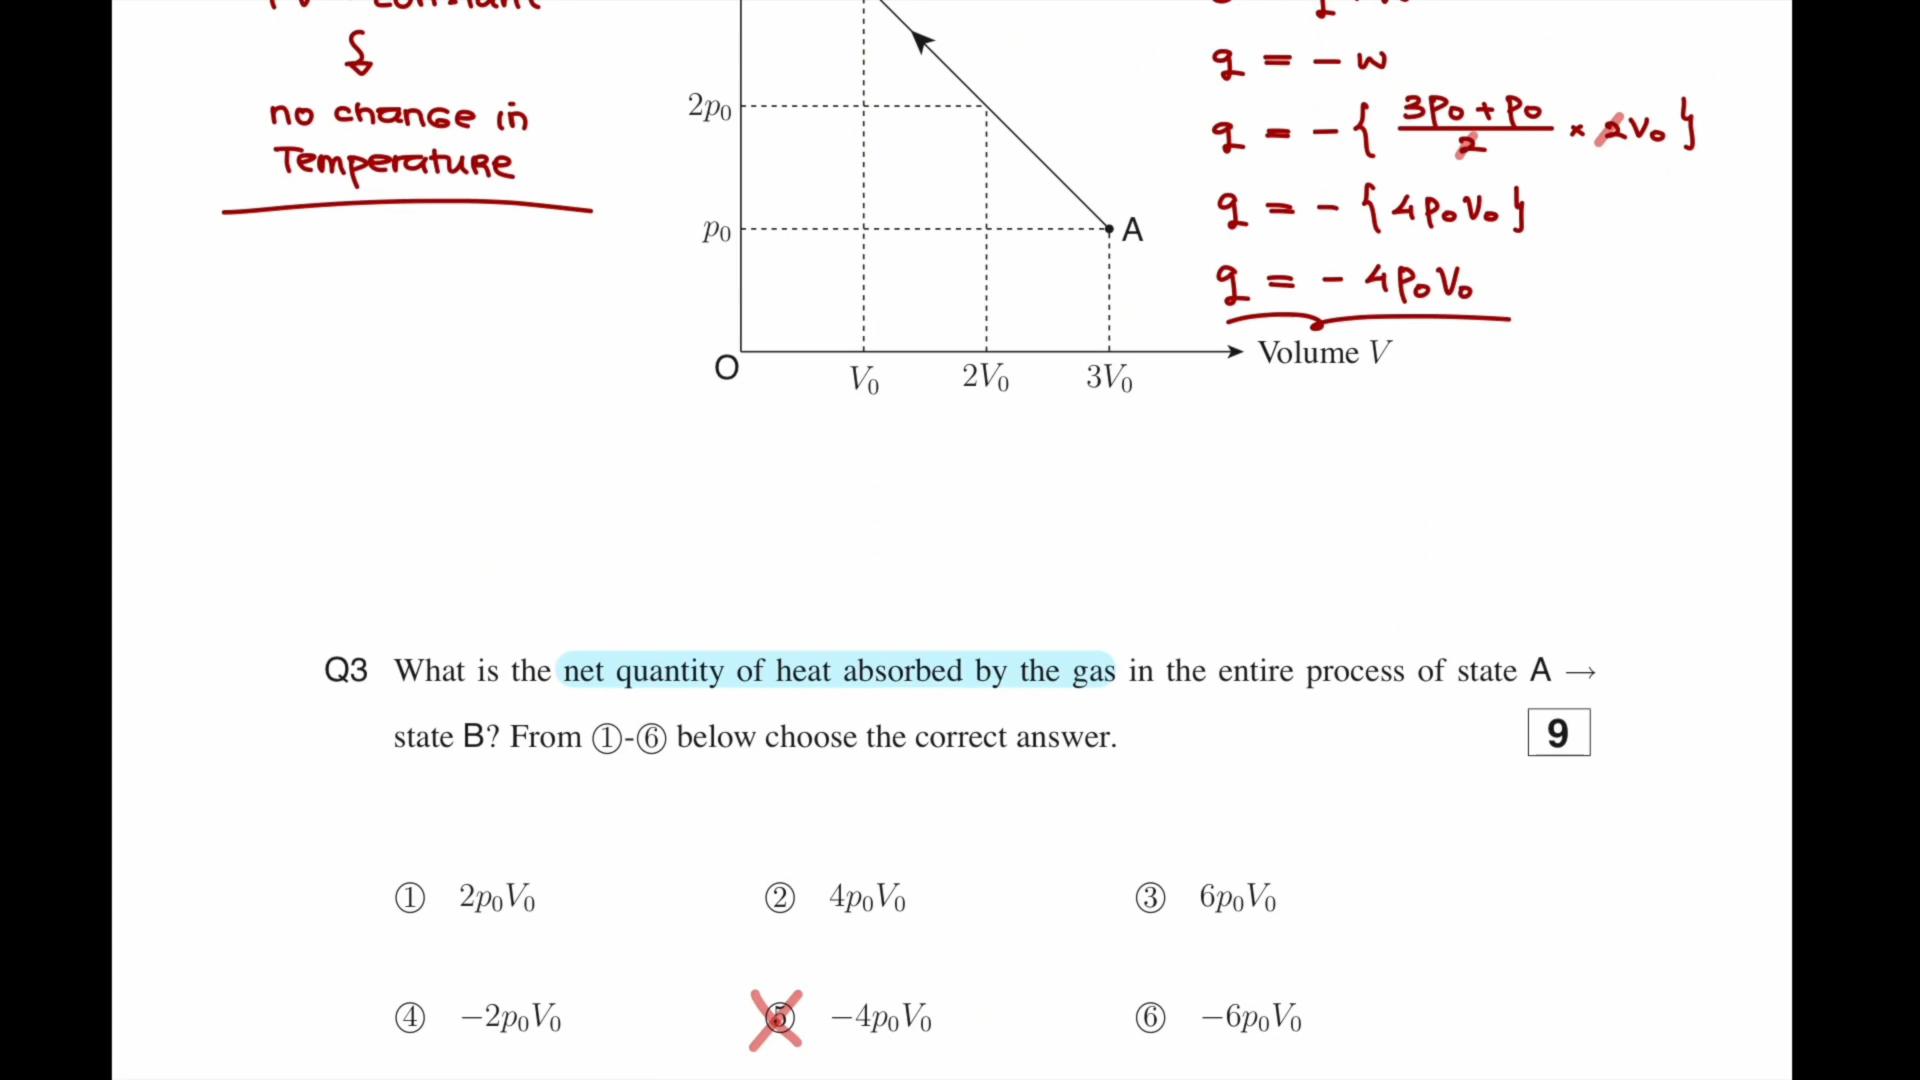 no change in
Temperature
2p₀
p₀
A
O
V₀ 2V₀ 3V₀
Volume V
q = − w
q = − { 3p₀ + p₀ / 2 × 2V₀ }
q = − { 4p₀V₀ }
q = − 4p₀V₀
Q3 What is the net quantity of heat absorbed by the gas in the entire process of state A →
state B? From ①-⑥ below choose the correct answer.
9
① 2p₀V₀ ② 4p₀V₀ ③ 6p₀V₀
④ −2p₀V₀ ⑤ −4p₀V₀ ⑥ −6p₀V₀